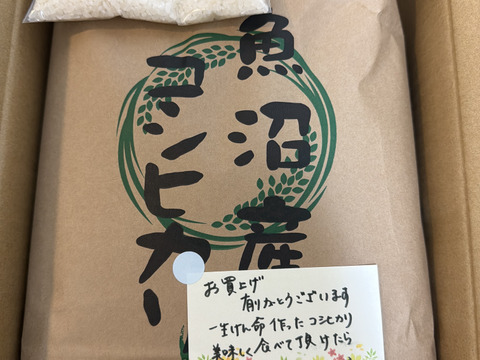 魚沼産
コシヒカリ
お買上げ
有りがとうございます
一生けん命 作った コシヒカリ
美味しく 食べて 頂けたら